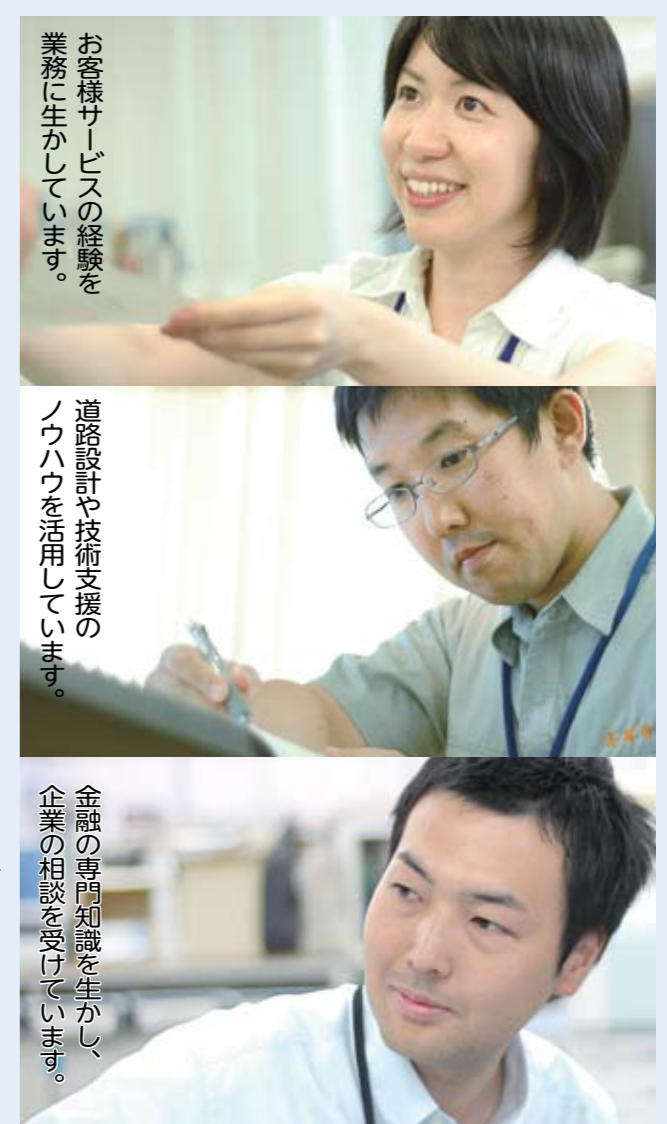 お客様サービスの経験を
業務に生かしています。
道路設計や技術支援の
ノウハウを活用しています。
金融の専門知識を生かし、
企業の相談を受けています。